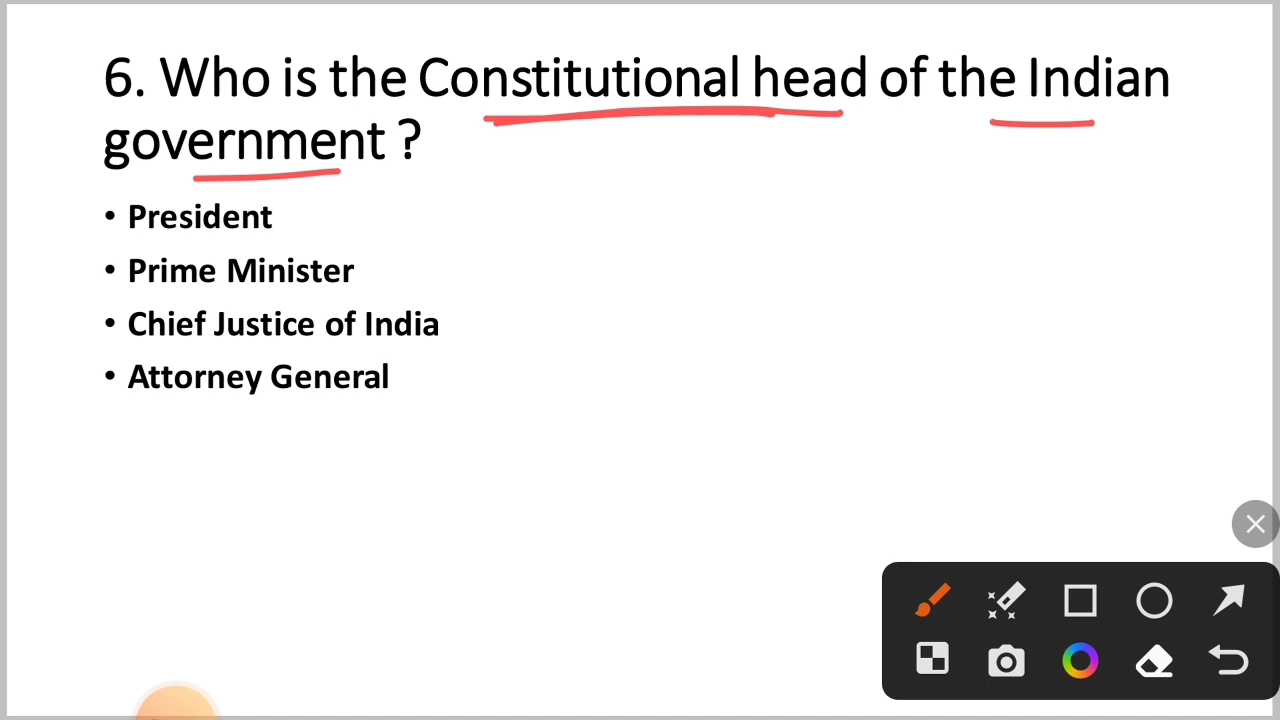 6. Who is the Constitutional head of the Indian
government ?
• President
• Prime Minister
• Chief Justice of India
• Attorney General